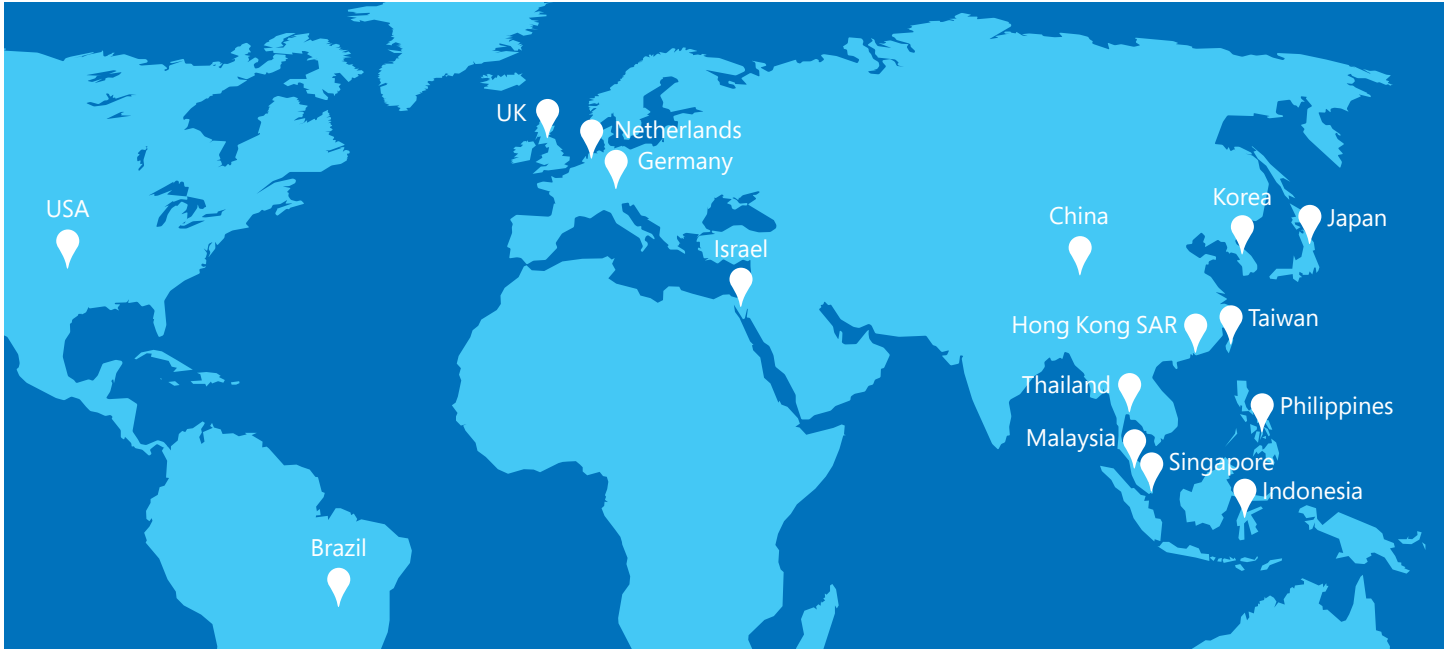 UK
Netherlands
Germany
USA
Korea
China
Japan
Israel
Hong Kong SAR
Taiwan
Thailand
Philippines
Malaysia
Singapore
Indonesia
Brazil